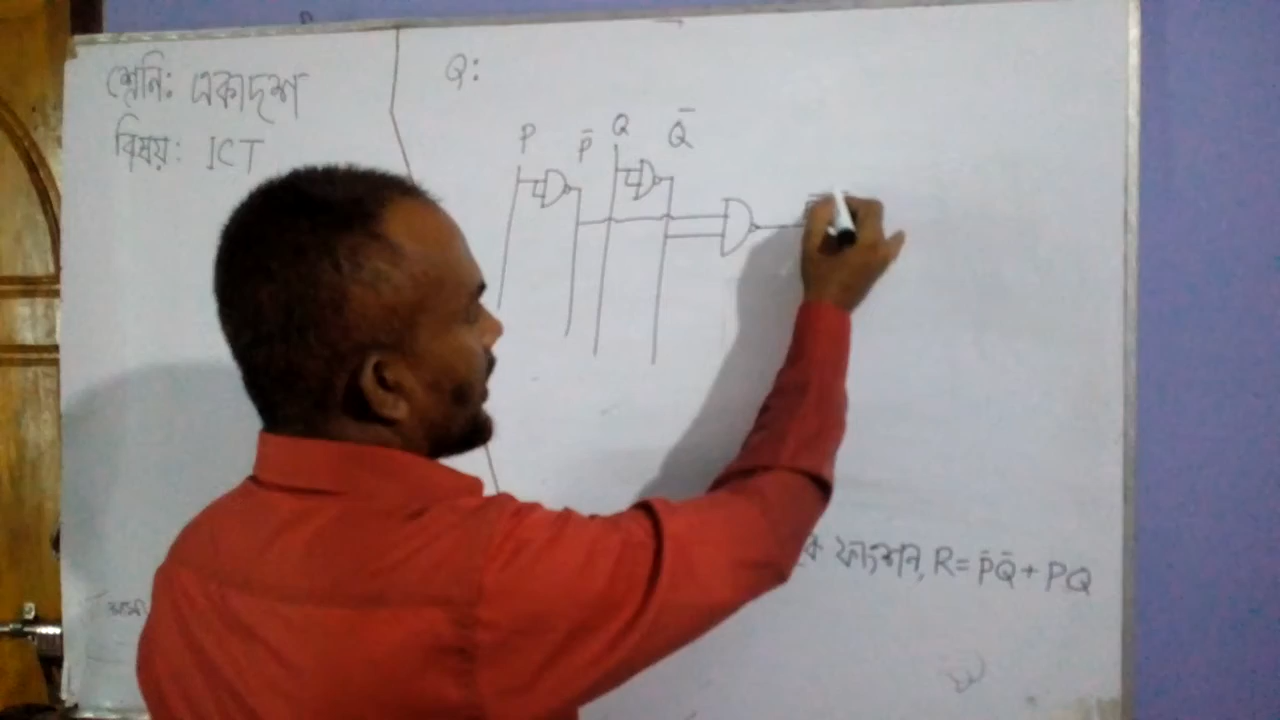 শ্রেনি: একাদশ
বিষয়: ICT
Q:
P P̄ Q Q̄
ফাংশন, R = P̄Q̄ + PQ